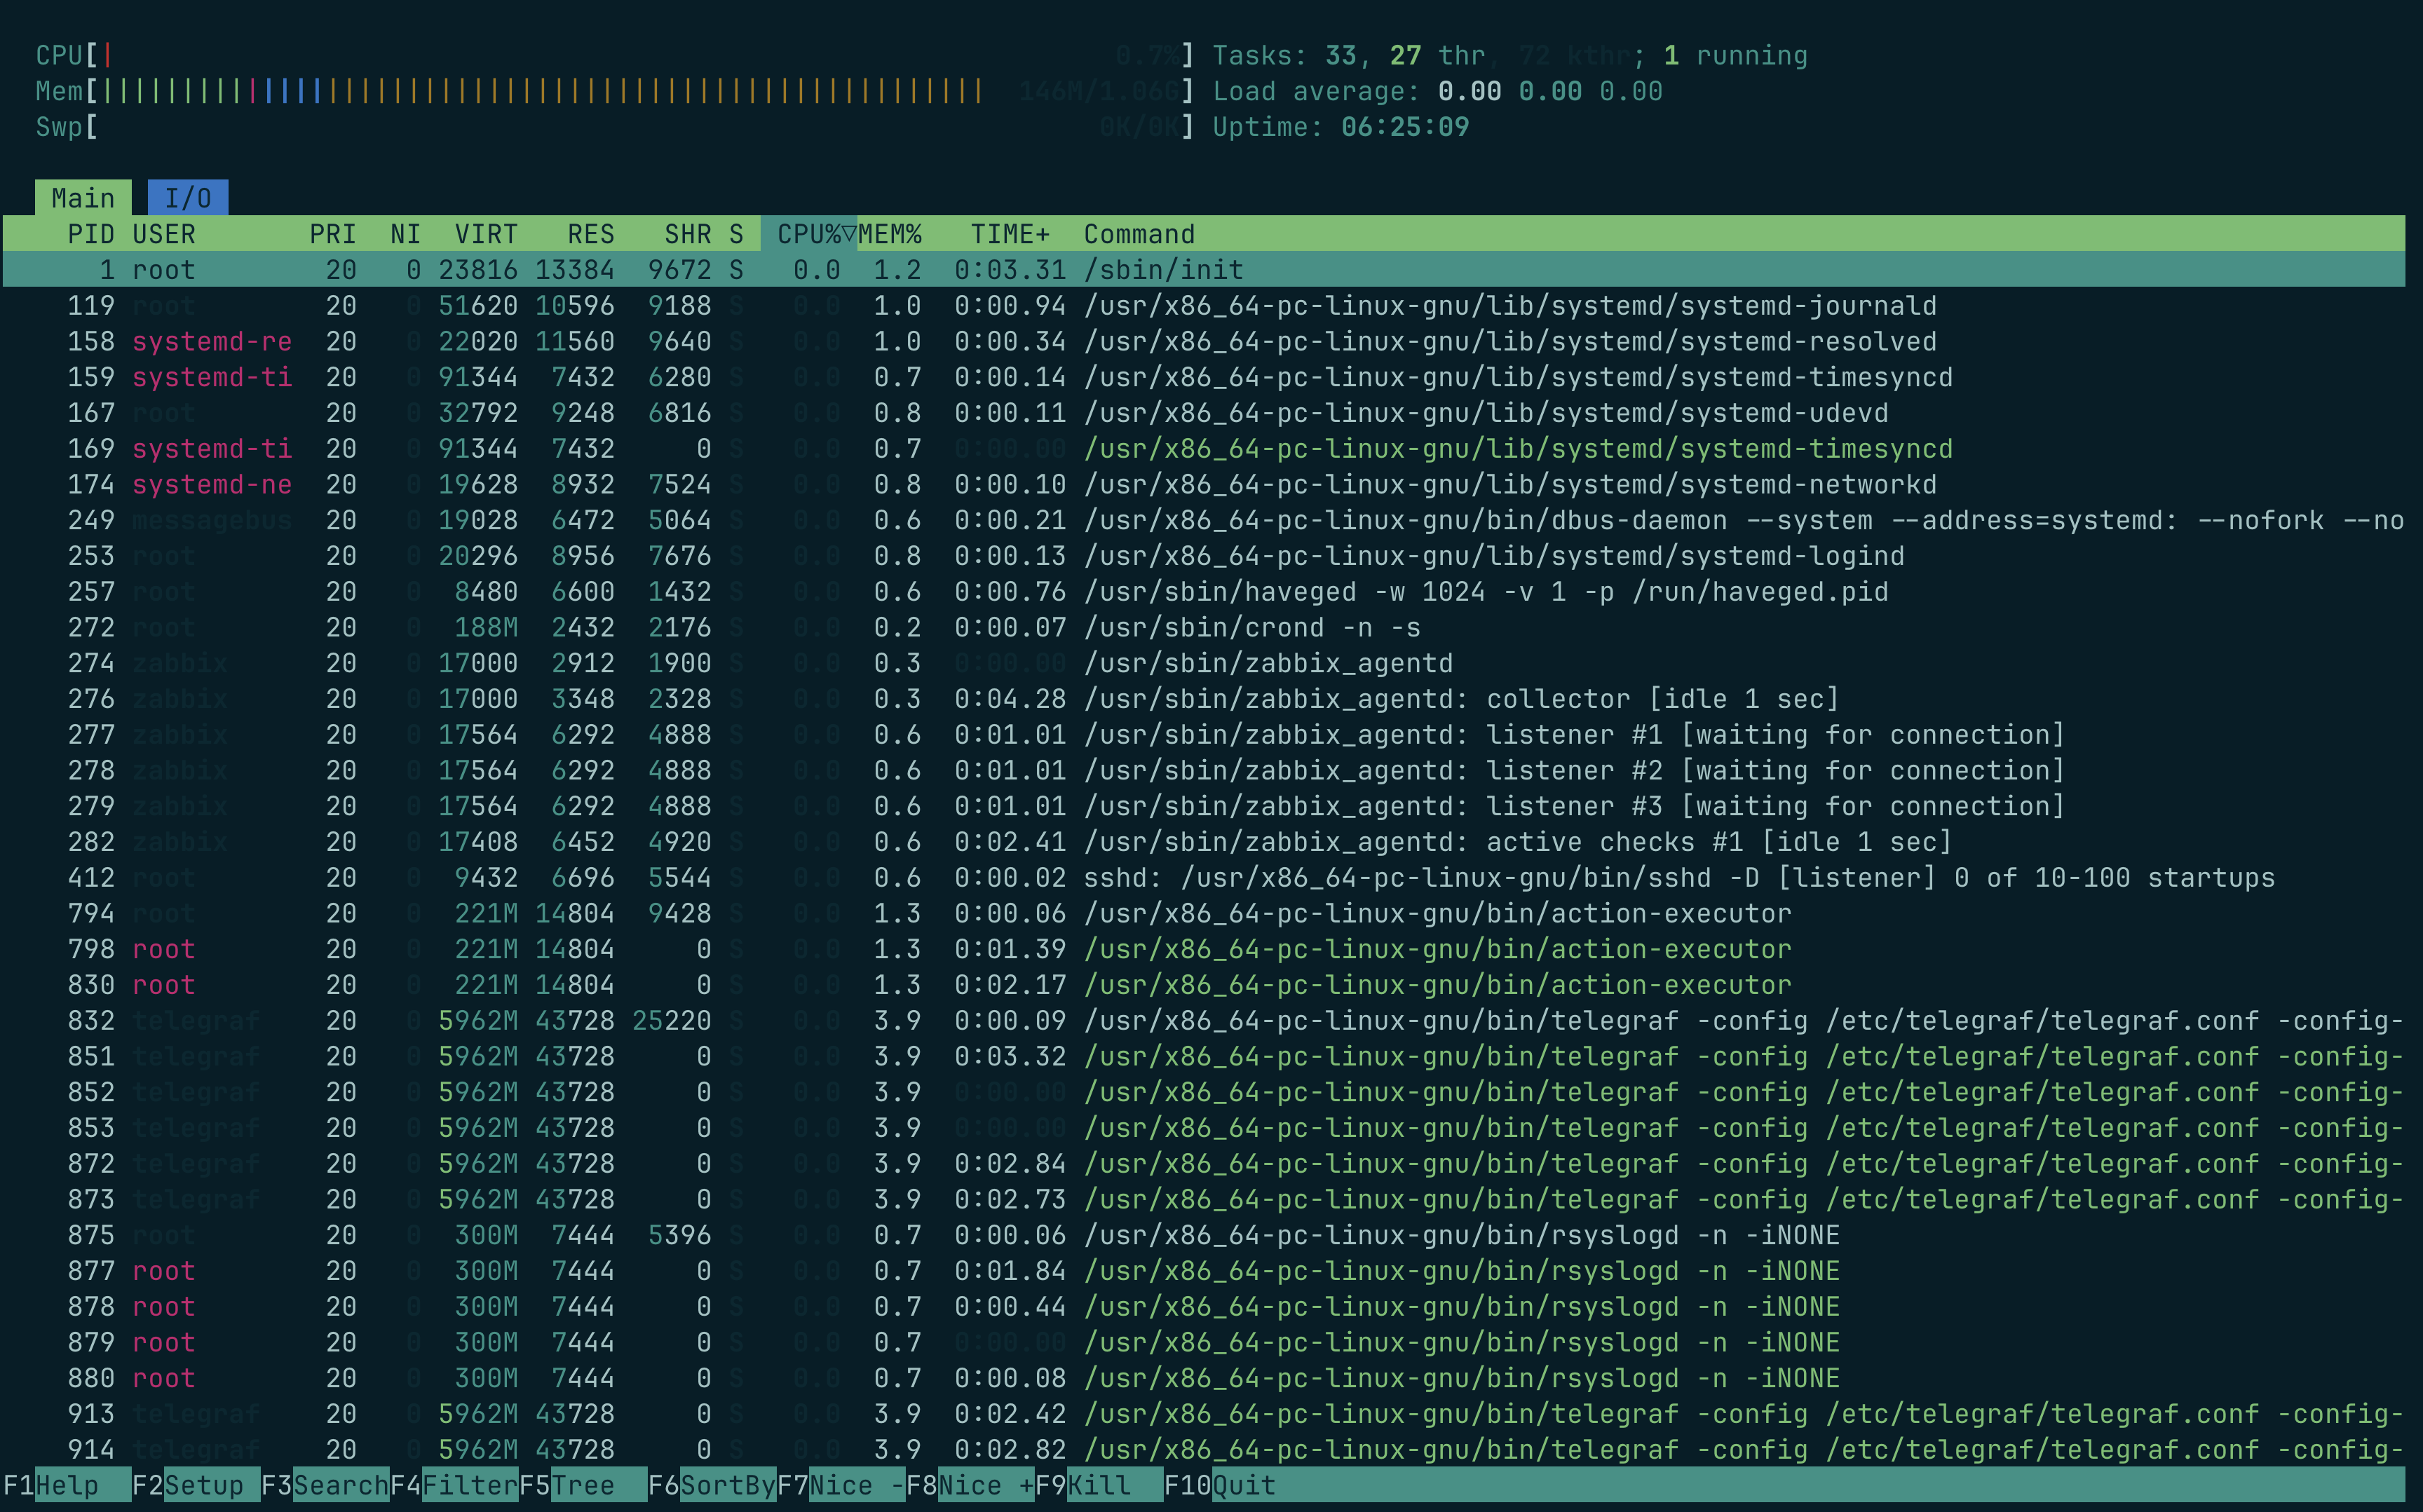 CPU[| 0.7%] Tasks: 33, 27 thr, 72 kthr; 1 running
Mem[||||||||||||||||||||||||||||||||||||||||||||||||||||||| 146M/1.06G] Load average: 0.00 0.00 0.00
Swp[ 0K/0K] Uptime: 06:25:09
Main I/O
PID USER PRI NI VIRT RES SHR S CPU%▽MEM% TIME+ Command
1 root 20 0 23816 13384 9672 S 0.0 1.2 0:03.31 /sbin/init
119 root 20 0 51620 10596 9188 S 0.0 1.0 0:00.94 /usr/x86_64-pc-linux-gnu/lib/systemd/systemd-journald
158 systemd-re 20 0 22020 11560 9640 S 0.0 1.0 0:00.34 /usr/x86_64-pc-linux-gnu/lib/systemd/systemd-resolved
159 systemd-ti 20 0 91344 7432 6280 S 0.0 0.7 0:00.14 /usr/x86_64-pc-linux-gnu/lib/systemd/systemd-timesyncd
167 root 20 0 32792 9248 6816 S 0.0 0.8 0:00.11 /usr/x86_64-pc-linux-gnu/lib/systemd/systemd-udevd
169 systemd-ti 20 0 91344 7432 0 S 0.0 0.7 0:00.00 /usr/x86_64-pc-linux-gnu/lib/systemd/systemd-timesyncd
174 systemd-ne 20 0 19628 8932 7524 S 0.0 0.8 0:00.10 /usr/x86_64-pc-linux-gnu/lib/systemd/systemd-networkd
249 messagebus 20 0 19028 6472 5064 S 0.0 0.6 0:00.21 /usr/x86_64-pc-linux-gnu/bin/dbus-daemon --system --address=systemd: --nofork --no
253 root 20 0 20296 8956 7676 S 0.0 0.8 0:00.13 /usr/x86_64-pc-linux-gnu/lib/systemd/systemd-logind
257 root 20 0 8480 6600 1432 S 0.0 0.6 0:00.76 /usr/sbin/haveged -w 1024 -v 1 -p /run/haveged.pid
272 root 20 0 188M 2432 2176 S 0.0 0.2 0:00.07 /usr/sbin/crond -n -s
274 zabbix 20 0 17000 2912 1900 S 0.0 0.3 0:00.00 /usr/sbin/zabbix_agentd
276 zabbix 20 0 17000 3348 2328 S 0.0 0.3 0:04.28 /usr/sbin/zabbix_agentd: collector [idle 1 sec]
277 zabbix 20 0 17564 6292 4888 S 0.0 0.6 0:01.01 /usr/sbin/zabbix_agentd: listener #1 [waiting for connection]
278 zabbix 20 0 17564 6292 4888 S 0.0 0.6 0:01.01 /usr/sbin/zabbix_agentd: listener #2 [waiting for connection]
279 zabbix 20 0 17564 6292 4888 S 0.0 0.6 0:01.01 /usr/sbin/zabbix_agentd: listener #3 [waiting for connection]
282 zabbix 20 0 17408 6452 4920 S 0.0 0.6 0:02.41 /usr/sbin/zabbix_agentd: active checks #1 [idle 1 sec]
412 root 20 0 9432 6696 5544 S 0.0 0.6 0:00.02 sshd: /usr/x86_64-pc-linux-gnu/bin/sshd -D [listener] 0 of 10-100 startups
794 root 20 0 221M 14804 9428 S 0.0 1.3 0:00.06 /usr/x86_64-pc-linux-gnu/bin/action-executor
798 root 20 0 221M 14804 0 S 0.0 1.3 0:01.39 /usr/x86_64-pc-linux-gnu/bin/action-executor
830 root 20 0 221M 14804 0 S 0.0 1.3 0:02.17 /usr/x86_64-pc-linux-gnu/bin/action-executor
832 telegraf 20 0 5962M 43728 25220 S 0.0 3.9 0:00.09 /usr/x86_64-pc-linux-gnu/bin/telegraf -config /etc/telegraf/telegraf.conf -config-
851 telegraf 20 0 5962M 43728 0 S 0.0 3.9 0:03.32 /usr/x86_64-pc-linux-gnu/bin/telegraf -config /etc/telegraf/telegraf.conf -config-
852 telegraf 20 0 5962M 43728 0 S 0.0 3.9 0:00.00 /usr/x86_64-pc-linux-gnu/bin/telegraf -config /etc/telegraf/telegraf.conf -config-
853 telegraf 20 0 5962M 43728 0 S 0.0 3.9 0:00.00 /usr/x86_64-pc-linux-gnu/bin/telegraf -config /etc/telegraf/telegraf.conf -config-
872 telegraf 20 0 5962M 43728 0 S 0.0 3.9 0:02.84 /usr/x86_64-pc-linux-gnu/bin/telegraf -config /etc/telegraf/telegraf.conf -config-
873 telegraf 20 0 5962M 43728 0 S 0.0 3.9 0:02.73 /usr/x86_64-pc-linux-gnu/bin/telegraf -config /etc/telegraf/telegraf.conf -config-
875 root 20 0 300M 7444 5396 S 0.0 0.7 0:00.06 /usr/x86_64-pc-linux-gnu/bin/rsyslogd -n -iNONE
877 root 20 0 300M 7444 0 S 0.0 0.7 0:01.84 /usr/x86_64-pc-linux-gnu/bin/rsyslogd -n -iNONE
878 root 20 0 300M 7444 0 S 0.0 0.7 0:00.44 /usr/x86_64-pc-linux-gnu/bin/rsyslogd -n -iNONE
879 root 20 0 300M 7444 0 S 0.0 0.7 0:00.00 /usr/x86_64-pc-linux-gnu/bin/rsyslogd -n -iNONE
880 root 20 0 300M 7444 0 S 0.0 0.7 0:00.08 /usr/x86_64-pc-linux-gnu/bin/rsyslogd -n -iNONE
913 telegraf 20 0 5962M 43728 0 S 0.0 3.9 0:02.42 /usr/x86_64-pc-linux-gnu/bin/telegraf -config /etc/telegraf/telegraf.conf -config-
914 telegraf 20 0 5962M 43728 0 S 0.0 3.9 0:02.82 /usr/x86_64-pc-linux-gnu/bin/telegraf -config /etc/telegraf/telegraf.conf -config-
F1Help F2Setup F3SearchF4FilterF5Tree F6SortByF7Nice -F8Nice +F9Kill F10Quit